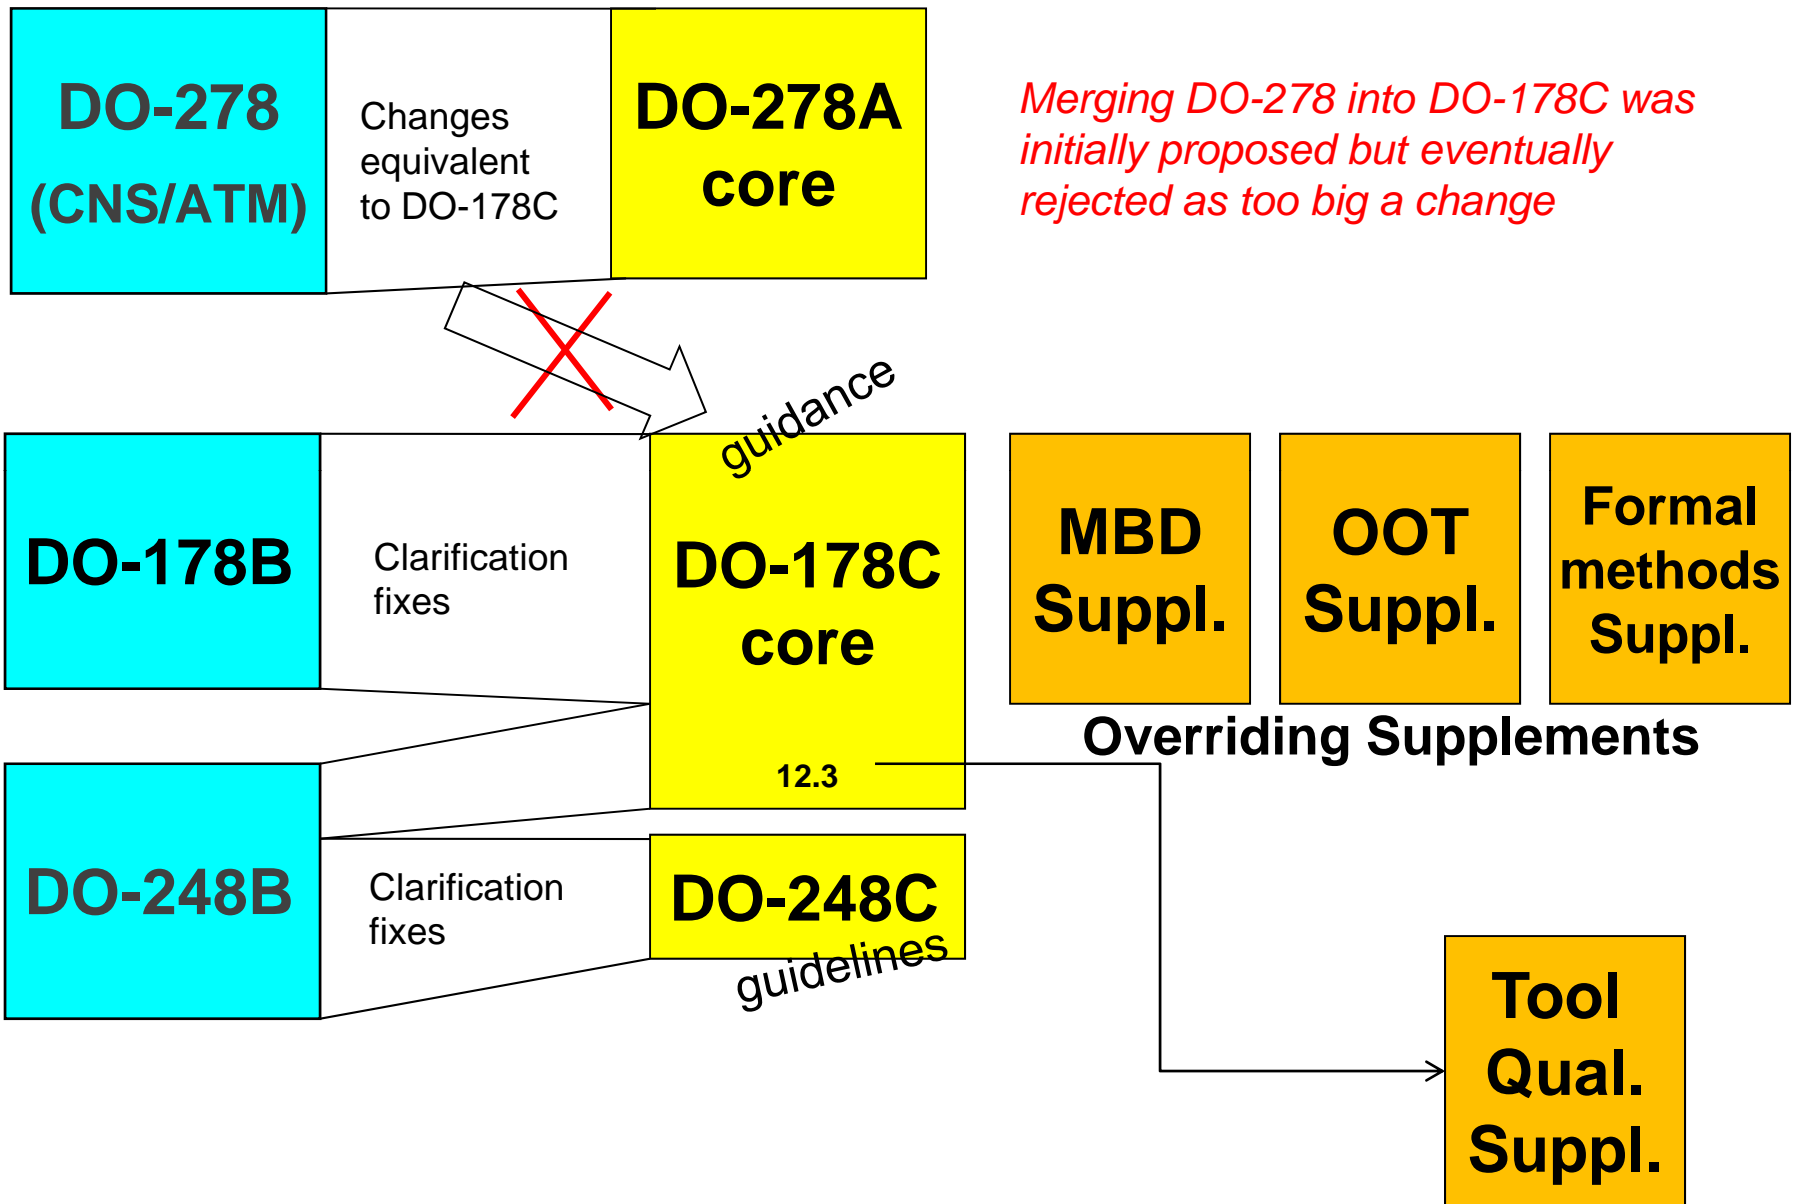 DO-278
(CNS/ATM)
Changes
equivalent
to DO-178C
DO-278A
core
Merging DO-278 into DO-178C was
initially proposed but eventually
rejected as too big a change
guidance
DO-178B
Clarification
fixes
DO-178C
core
12.3
MBD
Suppl.
OOT
Suppl.
Formal
methods
Suppl.
Overriding Supplements
DO-248B
Clarification
fixes
DO-248C
guidelines
Tool
Qual.
Suppl.